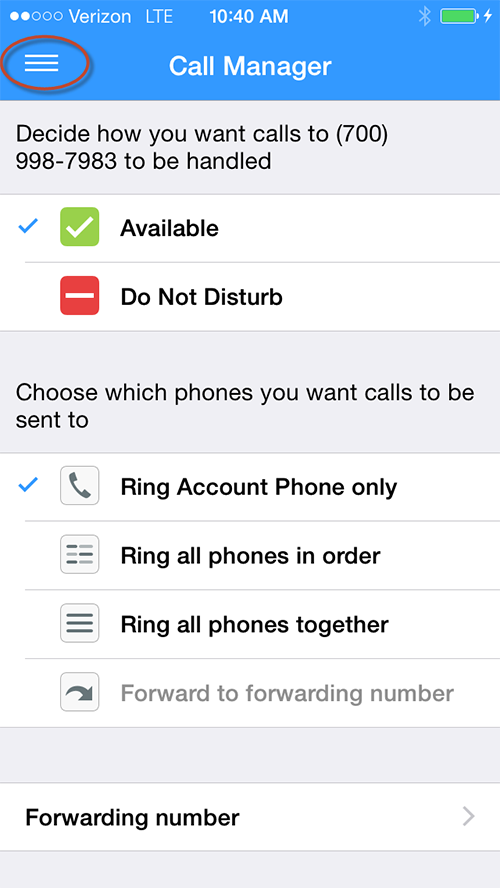 Verizon LTE 10:40 AM
Call Manager
Decide how you want calls to (700)
998-7983 to be handled
Available
Do Not Disturb
Choose which phones you want calls to be
sent to
Ring Account Phone only
Ring all phones in order
Ring all phones together
Forward to forwarding number
Forwarding number